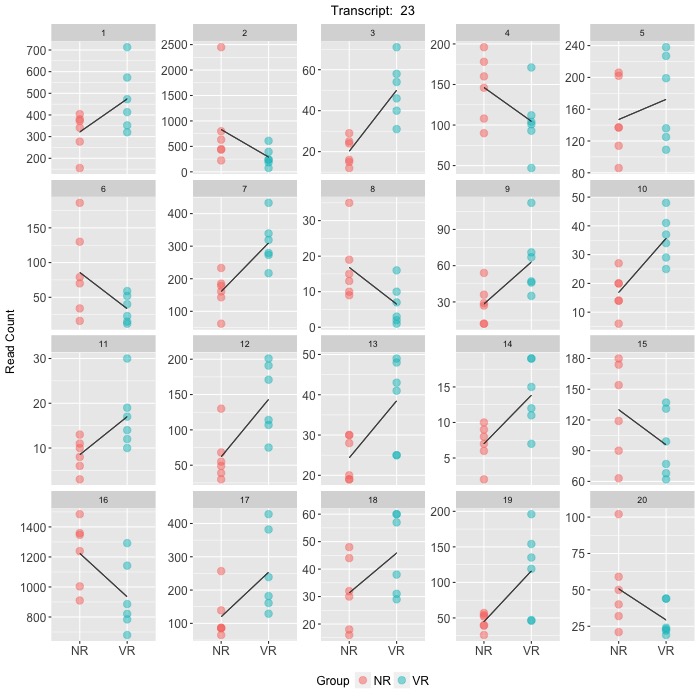 Transcript: 23
1 2 3 4 5
700 600 500 400 300 200
2500 2000 1500 1000 500 0
60 40 20
200 150 100 50
240 200 160 120 80
6 7 8 9 10
150 100 50
400 300 200 100
30 20 10 0
90 60 30
50 40 30 20 10
Read Count
11 12 13 14 15
30 20 10
200 150 100 50
50 40 30 20
15 10 5
180 150 120 90 60
16 17 18 19 20
1400 1200 1000 800
400 300 200 100
60 50 40 30 20
200 150 100 50
100 75 50 25
NR VR NR VR NR VR NR VR NR VR
Group NR VR